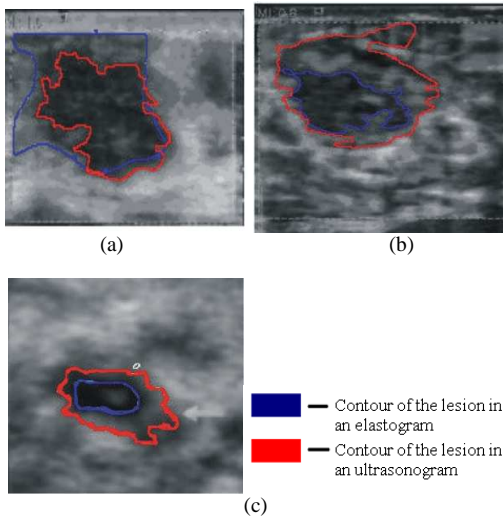 (a)
(b)
Contour of the lesion in
an elastogram
Contour of the lesion in
an ultrasonogram
(c)